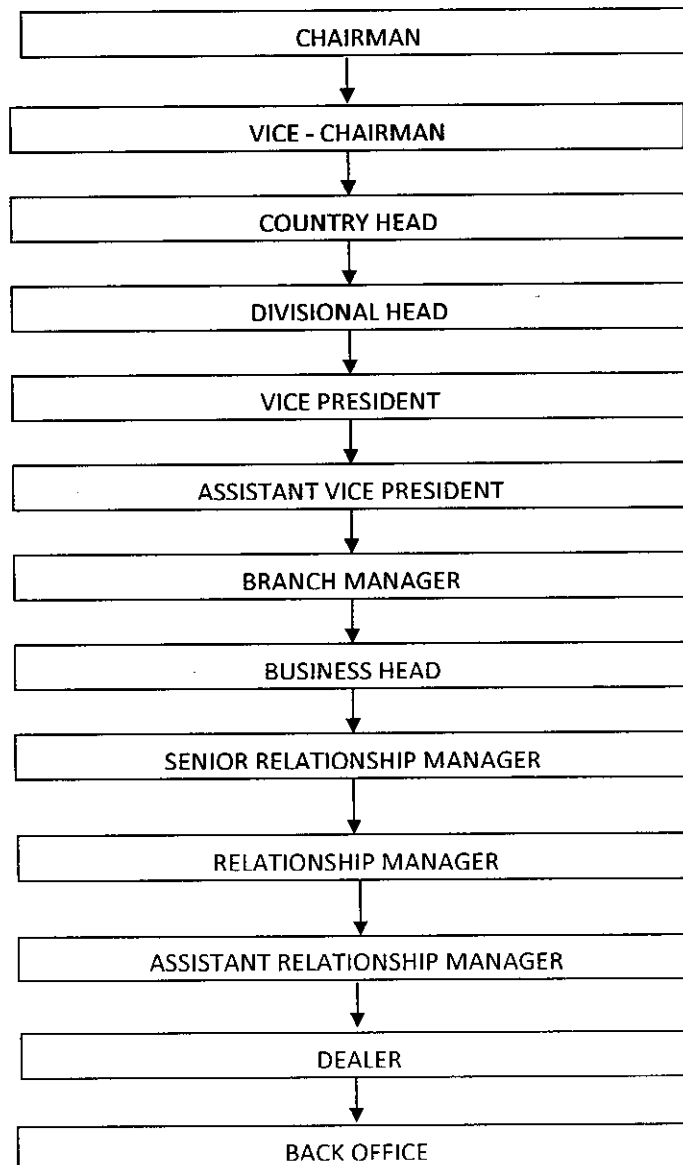 CHAIRMAN
VICE - CHAIRMAN
COUNTRY HEAD
DIVISIONAL HEAD
VICE PRESIDENT
ASSISTANT VICE PRESIDENT
BRANCH MANAGER
BUSINESS HEAD
SENIOR RELATIONSHIP MANAGER
RELATIONSHIP MANAGER
ASSISTANT RELATIONSHIP MANAGER
DEALER
BACK OFFICE